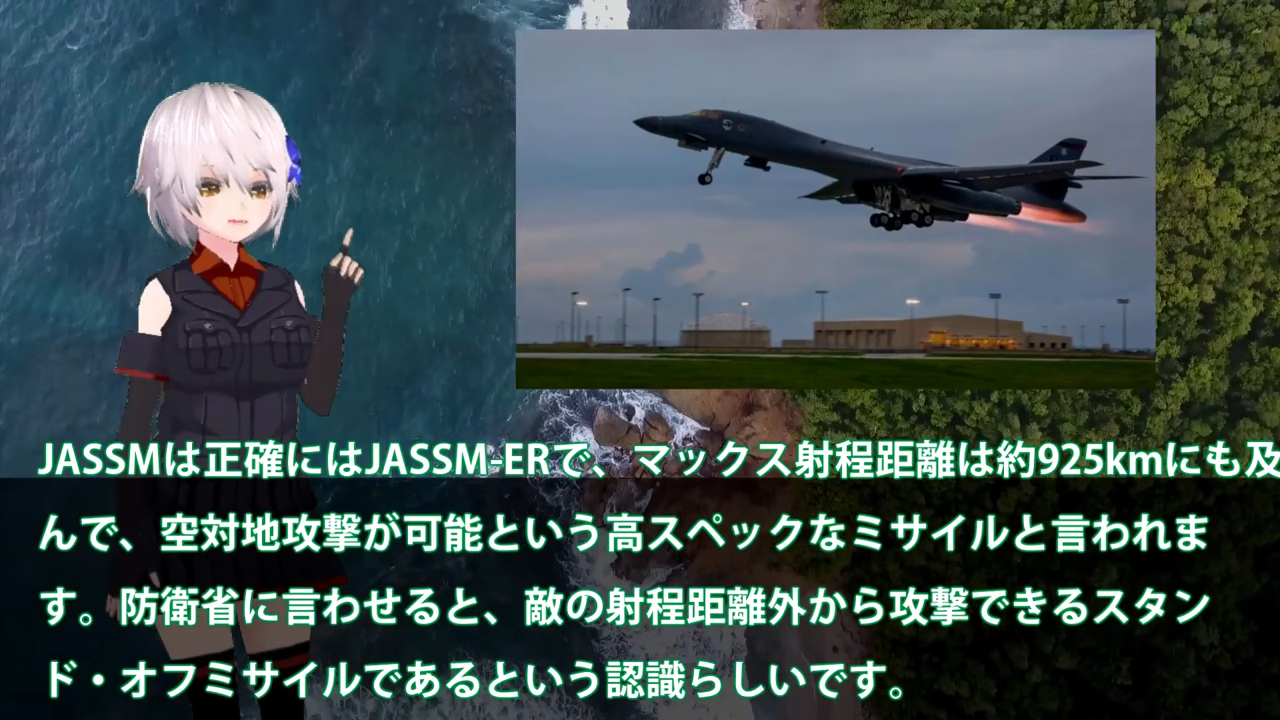 JASSMは正確にはJASSM-ERで、マックス射程距離は約925kmにも及
んで、空対地攻撃が可能という高スペックなミサイルと言われま
す。防衛省に言わせると、敵の射程距離外から攻撃できるスタン
ド・オフミサイルであるという認識らしいです。